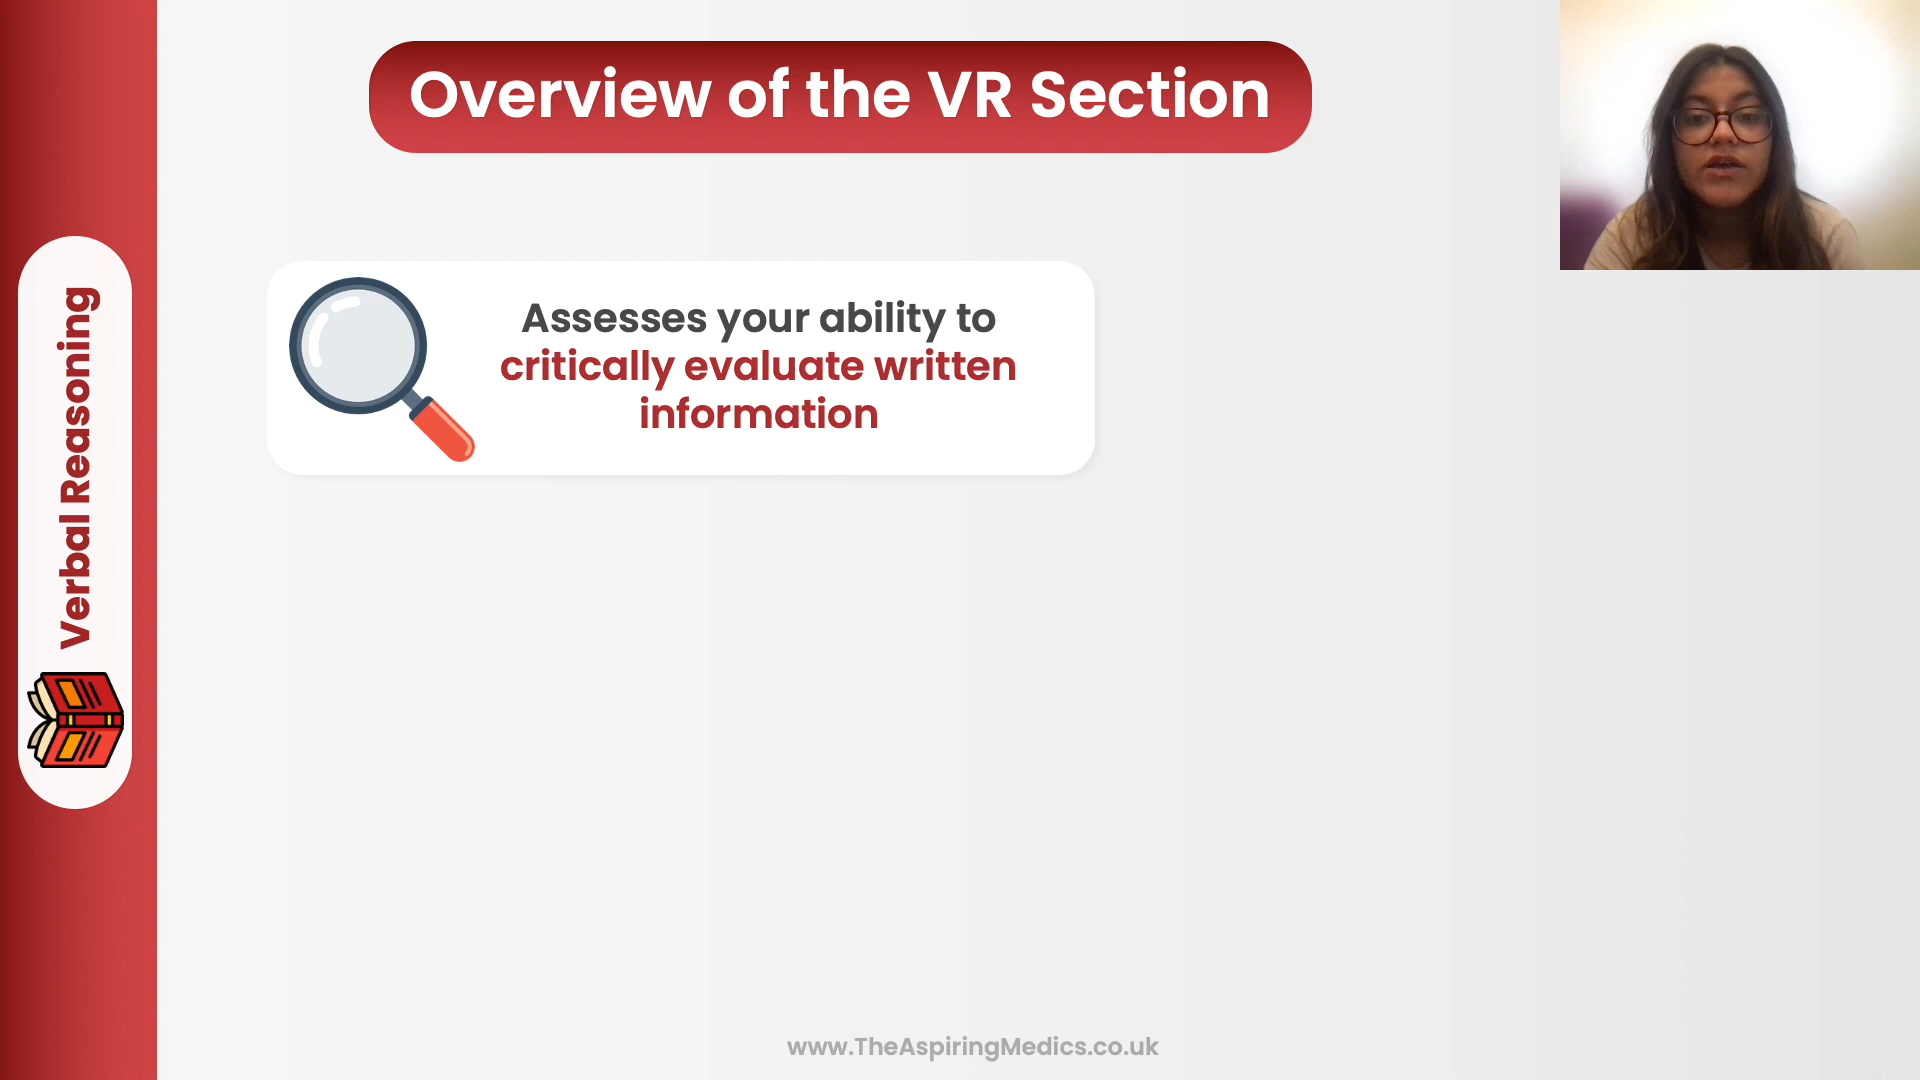 Overview of the VR Section
Verbal Reasoning
Assesses your ability to
critically evaluate written
information
www.TheAspiringMedics.co.uk